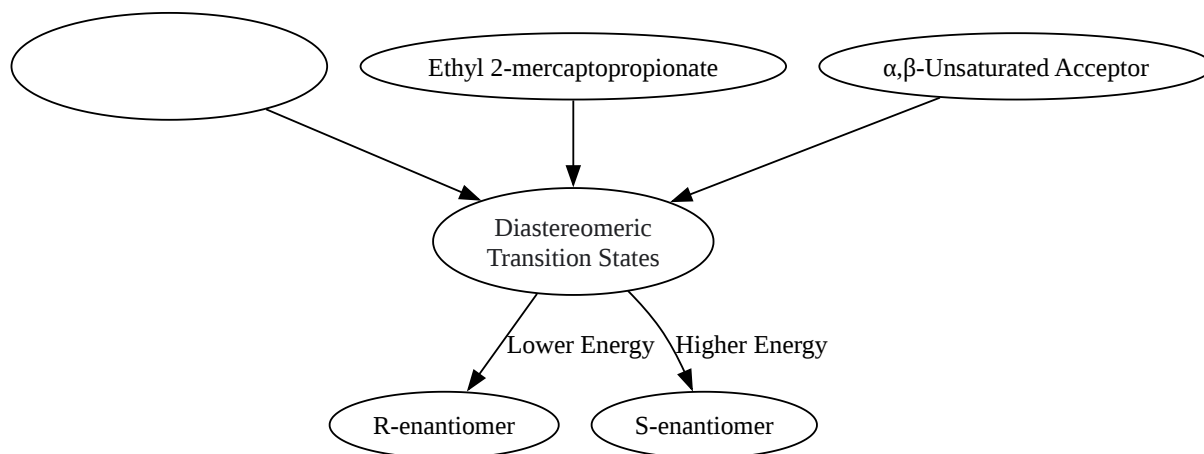 Ethyl 2-mercaptopropionate
α,β-Unsaturated Acceptor
Diastereomeric
Transition States
Lower Energy
Higher Energy
R-enantiomer
S-enantiomer